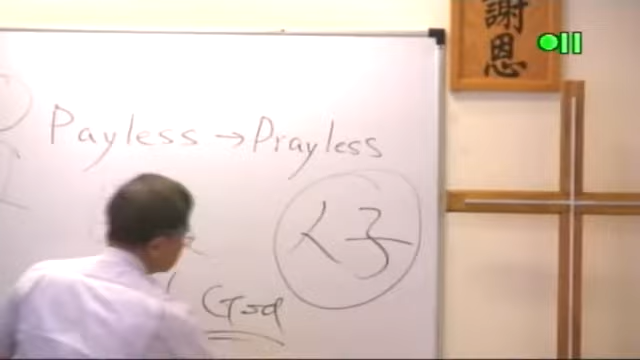 謝恩
Payless → Prayless
人子
God